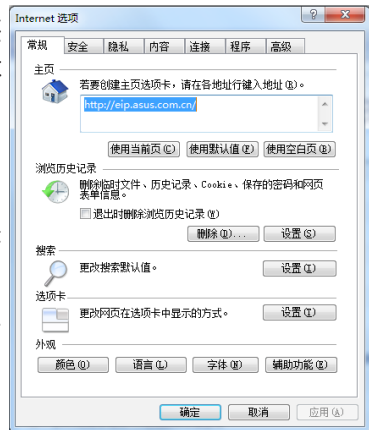 Internet 选项
常规 安全 隐私 内容 连接 程序 高级
主页
若要创建主页选项卡，请在各地址行键入地址(R)。
http://eip.asus.com.cn/
使用当前页(C) 使用默认值(F) 使用空白页(B)
浏览历史记录
删除临时文件、历史记录、Cookie、保存的密码和网页
表单信息。
退出时删除浏览历史记录(W)
删除(D)... 设置(S)
搜索
更改搜索默认值。 设置(I)
选项卡
更改网页在选项卡中显示的方式。 设置(T)
外观
颜色(O) 语言(L) 字体(N) 辅助功能(E)
确定 取消 应用(A)